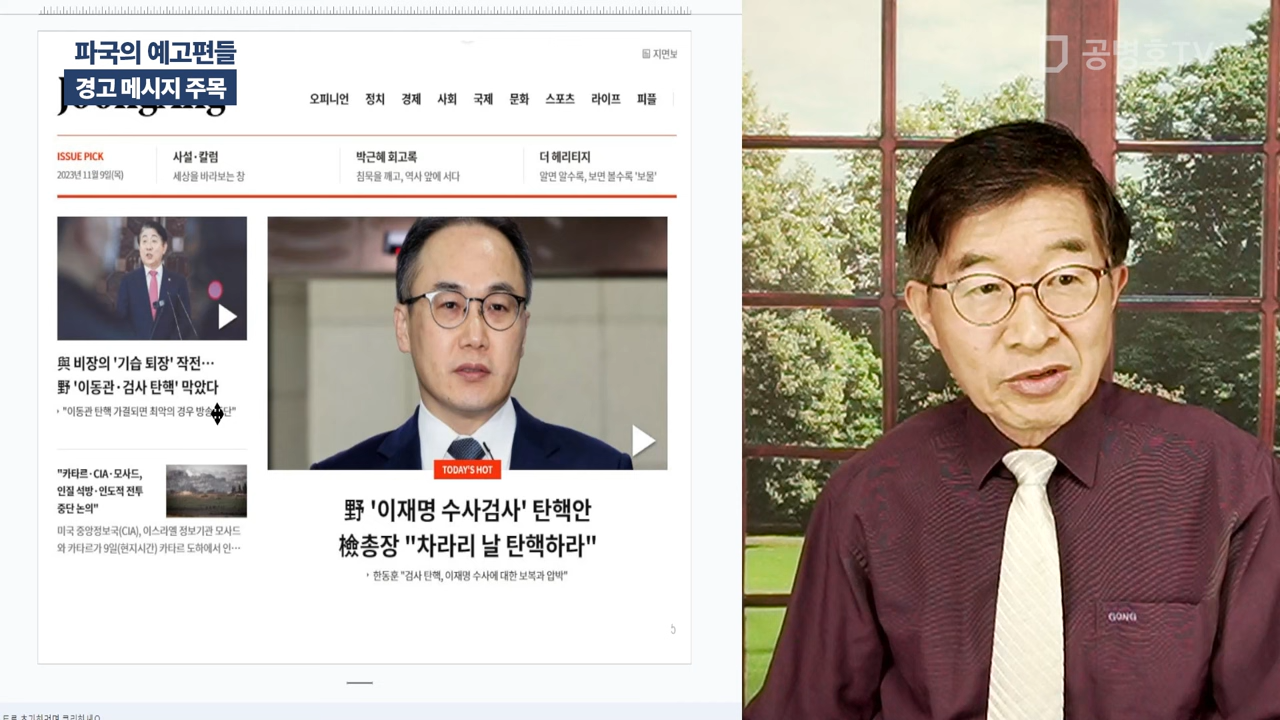 파국의 예고편들
경고 메시지 주목
지면보
공병호TV
오피니언 정치 경제 사회 국제 문화 스포츠 라이프 피플
ISSUE PICK
2023년 11월 9일(목)
사설·칼럼
세상을 바라보는 창
박근혜 회고록
침묵을 깨고, 역사 앞에 서다
더 헤리티지
알면 알수록, 보면 볼수록 '보물'
與 비장의 '기습 퇴장' 작전…
野 '이동관·검사 탄핵' 막았다
"이동관 탄핵 가결되면 최악의 경우 방송 단"
"카타르·CIA·모사드,
인질 석방·인도적 전투
중단 논의"
미국 중앙정보국(CIA), 이스라엘 정보기관 모사드
와 카타르가 9일(현지시간) 카타르 도하에서 인…
TODAY'S HOT
野 '이재명 수사검사' 탄핵안
檢총장 "차라리 날 탄핵하라"
한동훈 "검사 탄핵, 이재명 수사에 대한 보복과 압박"
GONG